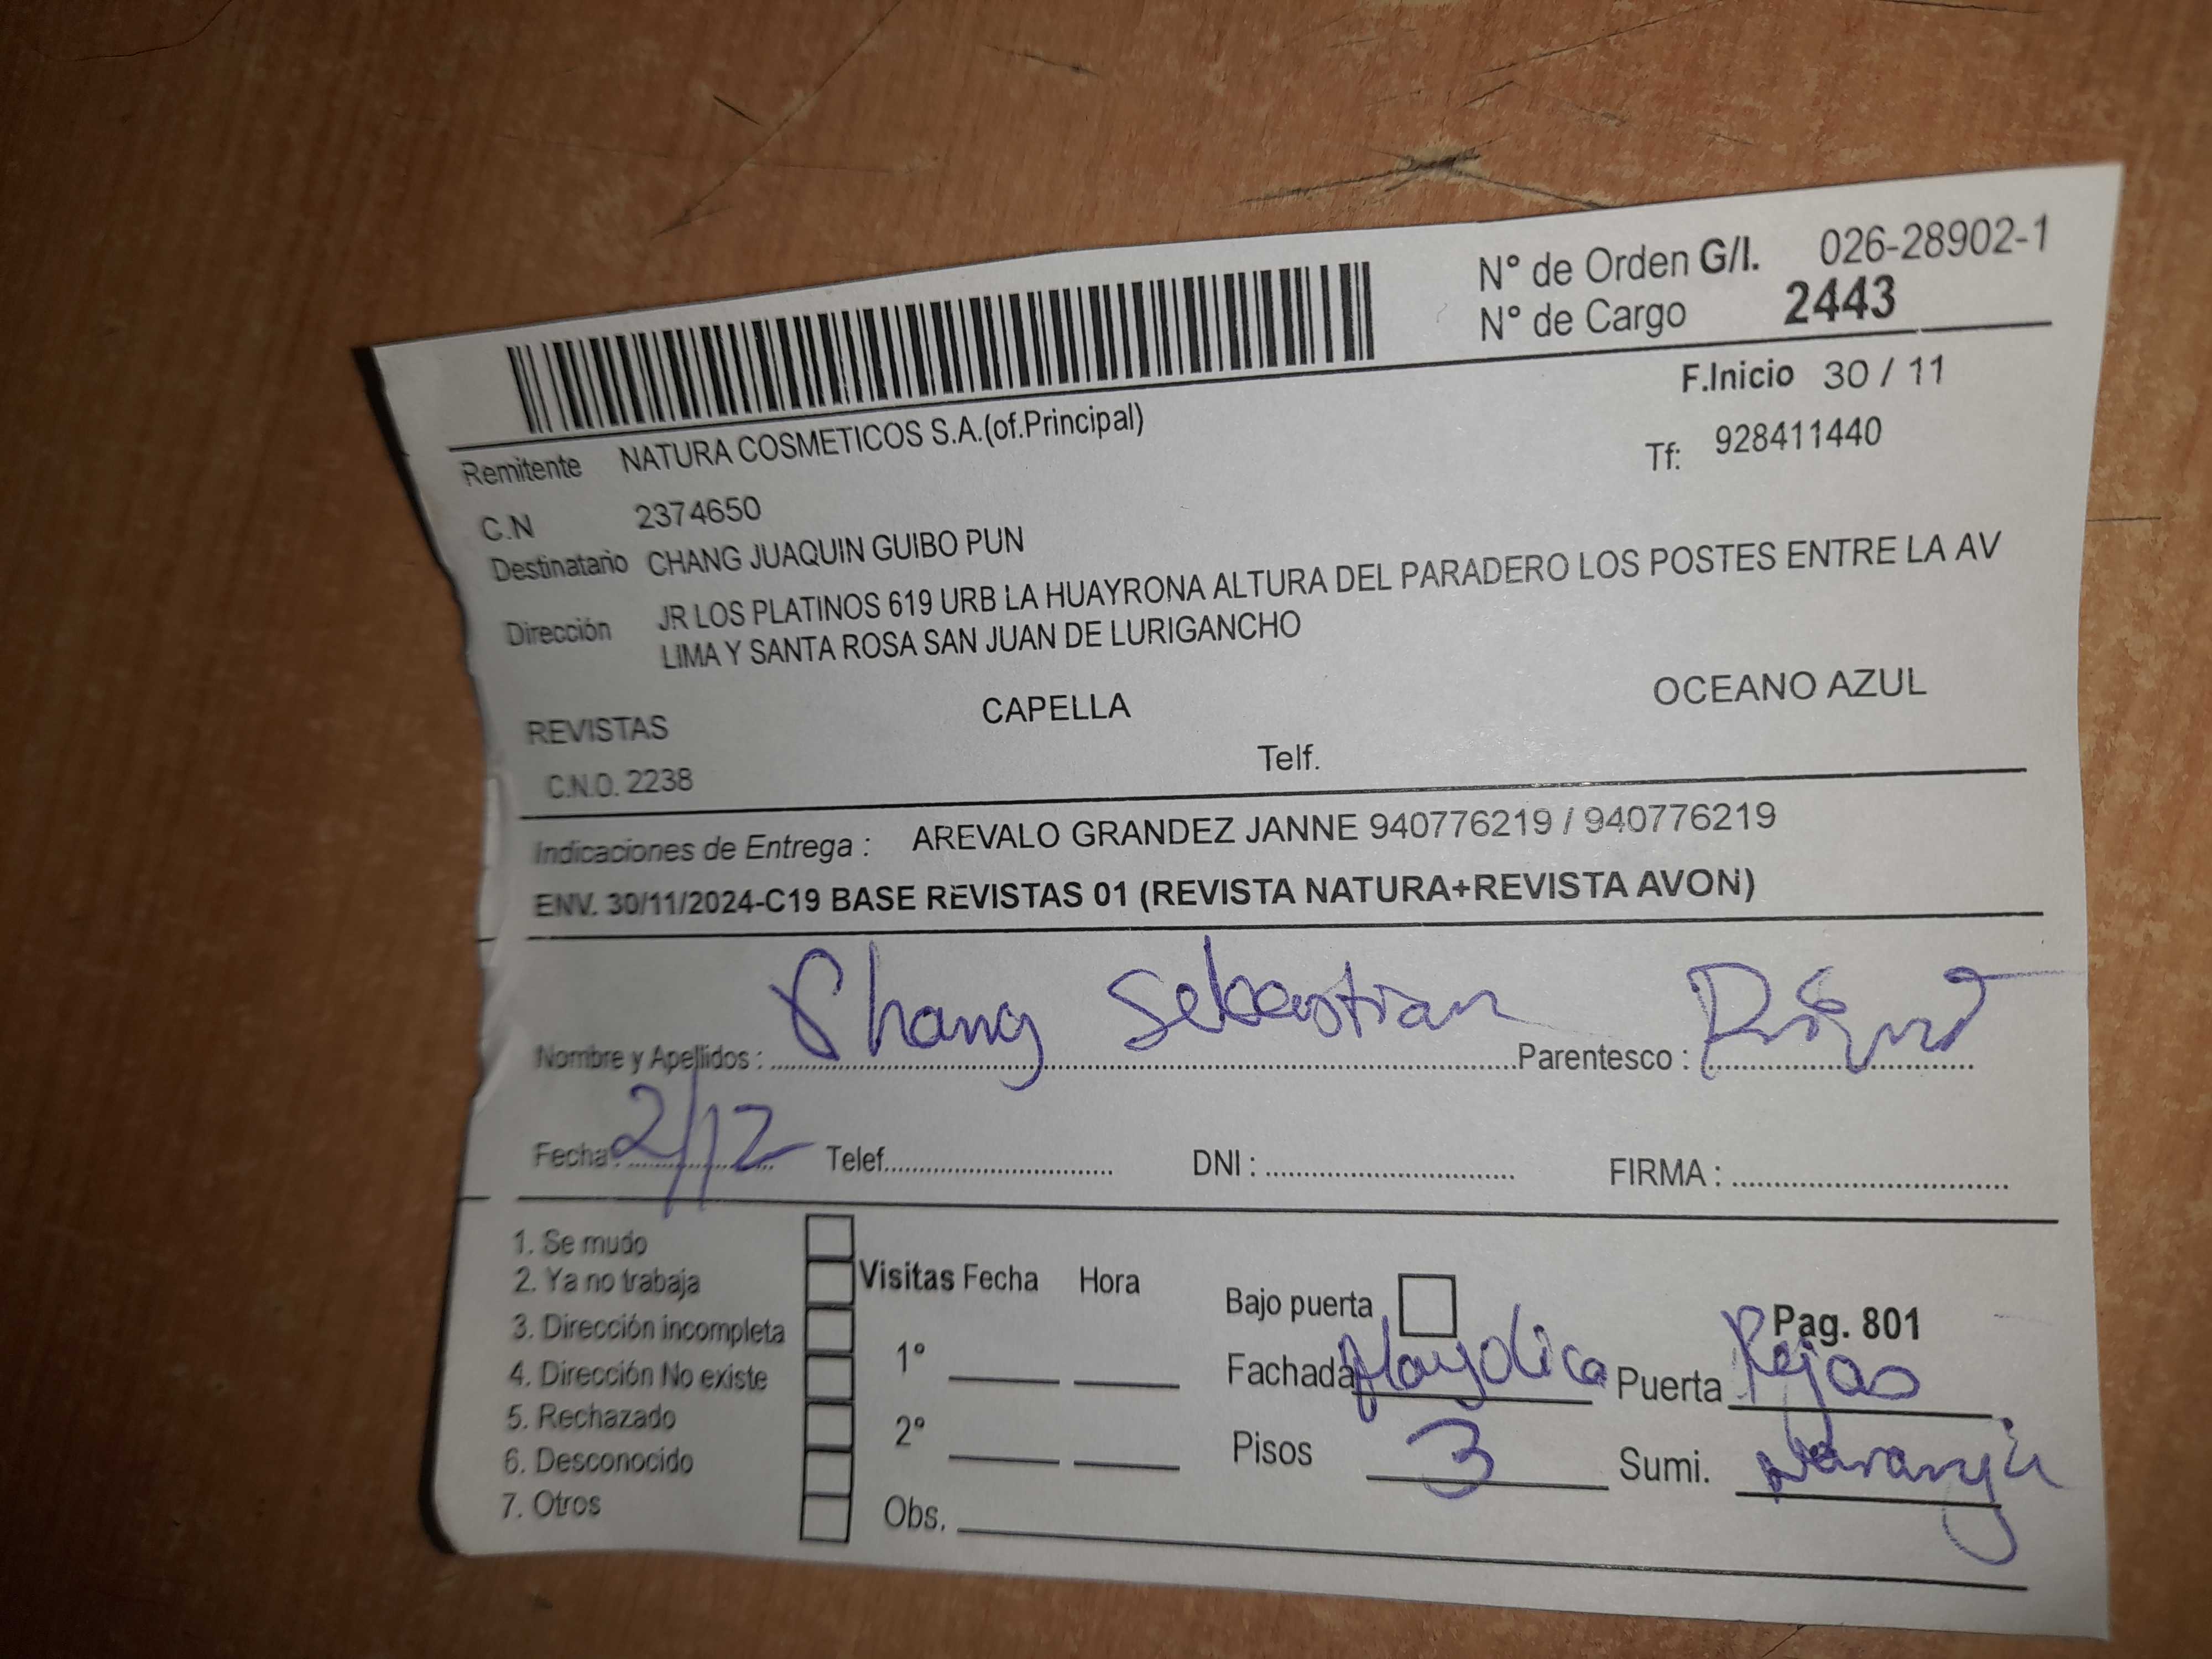 N° de Orden G/I. 026-28902-1
N° de Cargo 2443
F.Inicio 30 / 11
Remitente NATURA COSMETICOS S.A.(of.Principal)
Tf: 928411440
C.N 2374650
Destinatario CHANG JUAQUIN GUIBO PUN
Dirección JR LOS PLATINOS 619 URB LA HUAYRONA ALTURA DEL PARADERO LOS POSTES ENTRE LA AV
LIMA Y SANTA ROSA SAN JUAN DE LURIGANCHO
REVISTAS CAPELLA OCEANO AZUL
C.N.O. 2238 Telf.
Indicaciones de Entrega : AREVALO GRANDEZ JANNE 940776219 / 940776219
ENV. 30/11/2024-C19 BASE REVISTAS 01 (REVISTA NATURA+REVISTA AVON)
Nombre y Apellidos : Shang Sebastian Parentesco :
Fecha : 2/12 Telef. DNI : FIRMA :
1. Se mudo
2. Ya no trabaja
3. Dirección incompleta
4. Dirección No existe
5. Rechazado
6. Desconocido
7. Otros
Visitas Fecha Hora
1°
2°
Obs.
Bajo puerta Pag. 801
Fachada Puerta Rejas
Pisos 3 Sumi. Naranja